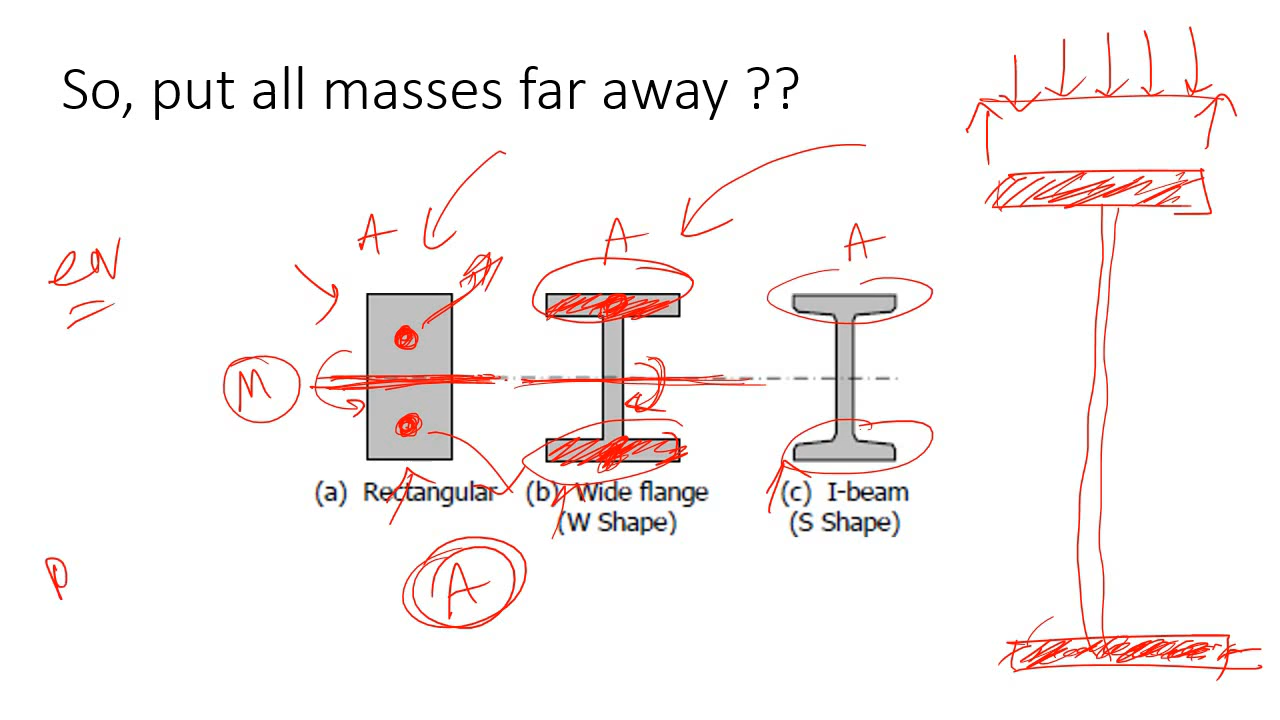 So, put all masses far away ??
A A A
M
(a) Rectangular (b) Wide flange (c) I-beam
(W Shape) (S Shape)
A